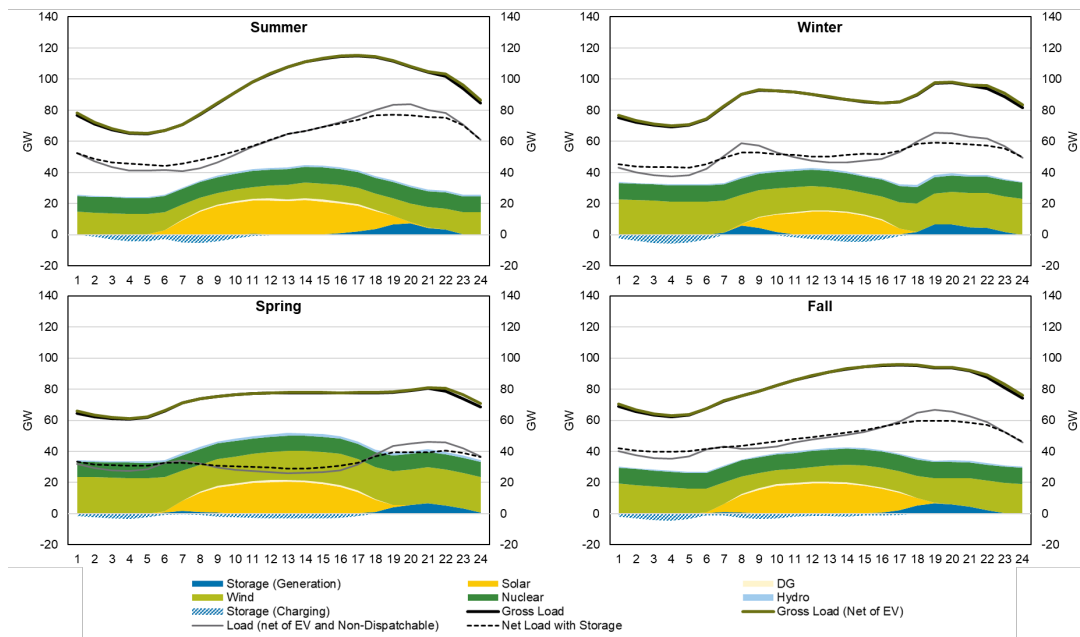 Summer
140 120 100 80 60 40 20 0 -20
GW
140 120 100 80 60 40 20 0 -20
GW
1 2 3 4 5 6 7 8 9 10 11 12 13 14 15 16 17 18 19 20 21 22 23 24
Winter
140 120 100 80 60 40 20 0 -20
GW
140 120 100 80 60 40 20 0 -20
GW
1 2 3 4 5 6 7 8 9 10 11 12 13 14 15 16 17 18 19 20 21 22 23 24
Spring
140 120 100 80 60 40 20 0 -20
GW
140 120 100 80 60 40 20 0 -20
GW
1 2 3 4 5 6 7 8 9 10 11 12 13 14 15 16 17 18 19 20 21 22 23 24
Fall
140 120 100 80 60 40 20 0 -20
GW
140 120 100 80 60 40 20 0 -20
GW
1 2 3 4 5 6 7 8 9 10 11 12 13 14 15 16 17 18 19 20 21 22 23 24
Storage (Generation) Solar DG
Wind Nuclear Hydro
Storage (Charging) Gross Load Gross Load (Net of EV)
Load (net of EV and Non-Dispatchable) Net Load with Storage